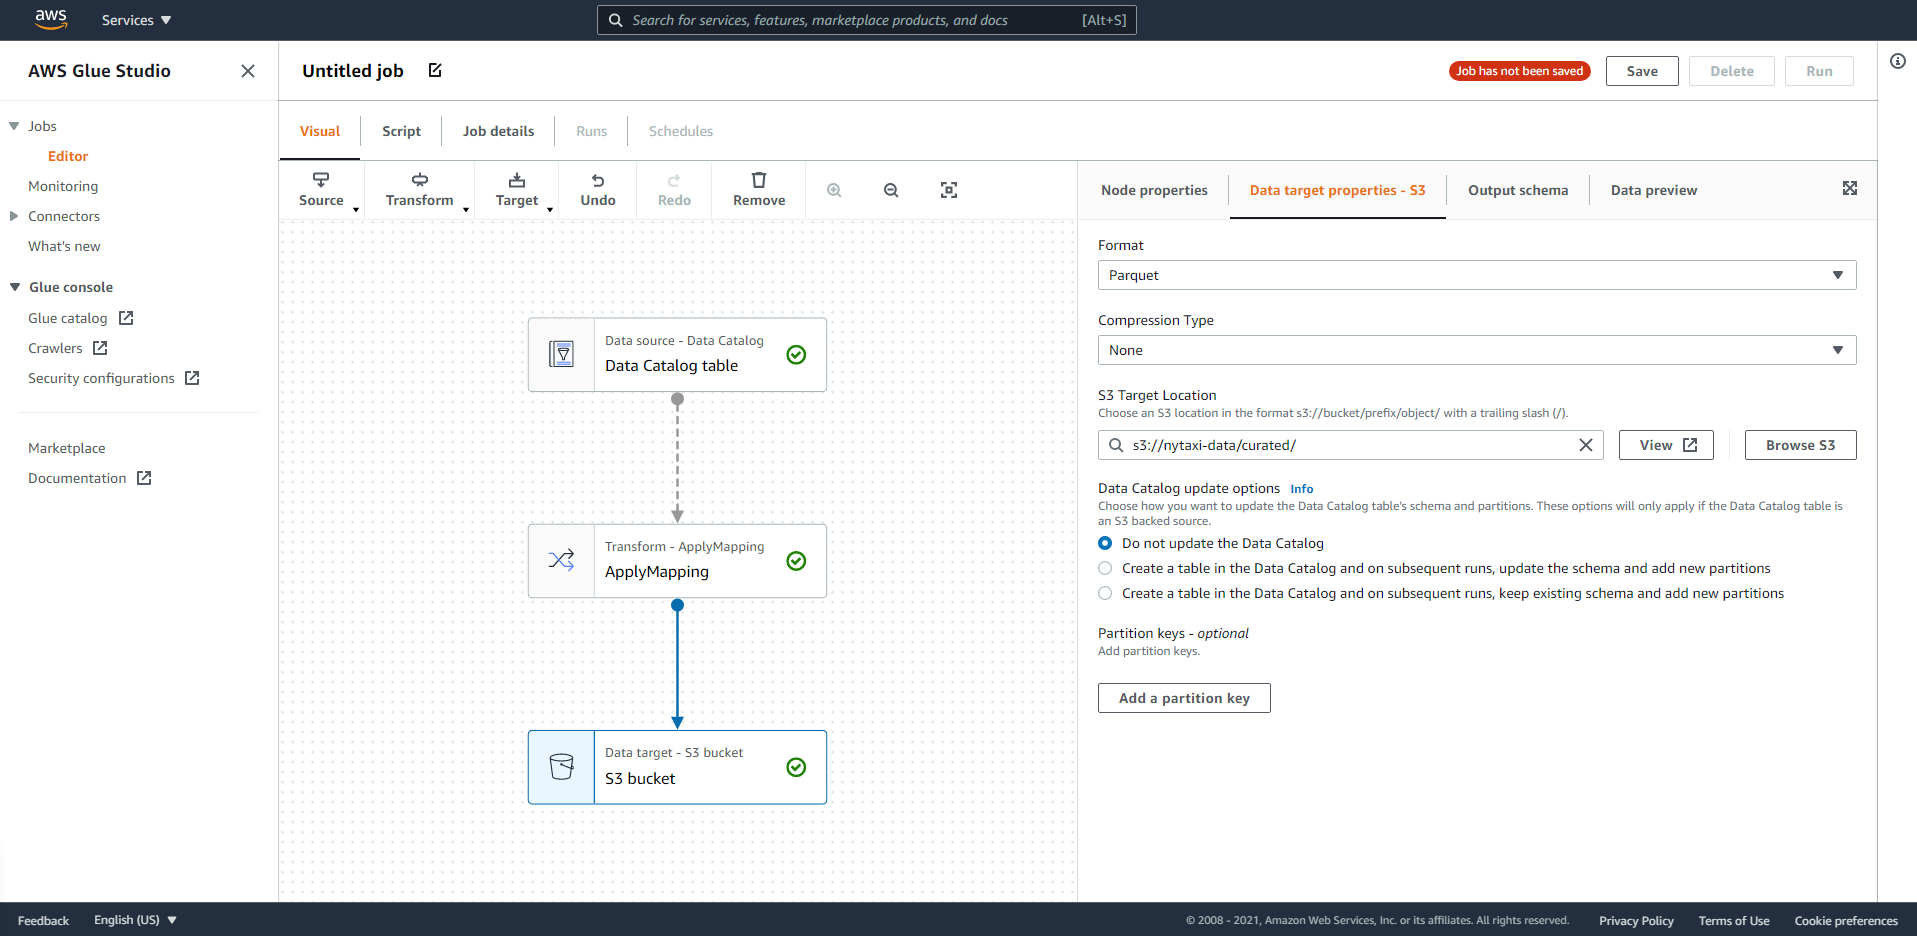 aws
Services
Search for services, features, marketplace products, and docs [Alt+S]
AWS Glue Studio
Jobs
Editor
Monitoring
Connectors
What's new
Glue console
Glue catalog
Crawlers
Security configurations
Marketplace
Documentation
Untitled job
Job has not been saved
Save
Delete
Run
Visual
Script
Job details
Runs
Schedules
Source
Transform
Target
Undo
Redo
Remove
Data source - Data Catalog
Data Catalog table
Transform - ApplyMapping
ApplyMapping
Data target - S3 bucket
S3 bucket
Node properties
Data target properties - S3
Output schema
Data preview
Format
Parquet
Compression Type
None
S3 Target Location
Choose an S3 location in the format s3://bucket/prefix/object/ with a trailing slash (/).
s3://nytaxi-data/curated/
View
Browse S3
Data Catalog update options Info
Choose how you want to update the Data Catalog table's schema and partitions. These options will only apply if the Data Catalog table is
an S3 backed source.
Do not update the Data Catalog
Create a table in the Data Catalog and on subsequent runs, update the schema and add new partitions
Create a table in the Data Catalog and on subsequent runs, keep existing schema and add new partitions
Partition keys - optional
Add partition keys.
Add a partition key
Feedback
English (US)
© 2008 - 2021, Amazon Web Services, Inc. or its affiliates. All rights reserved.
Privacy Policy
Terms of Use
Cookie preferences